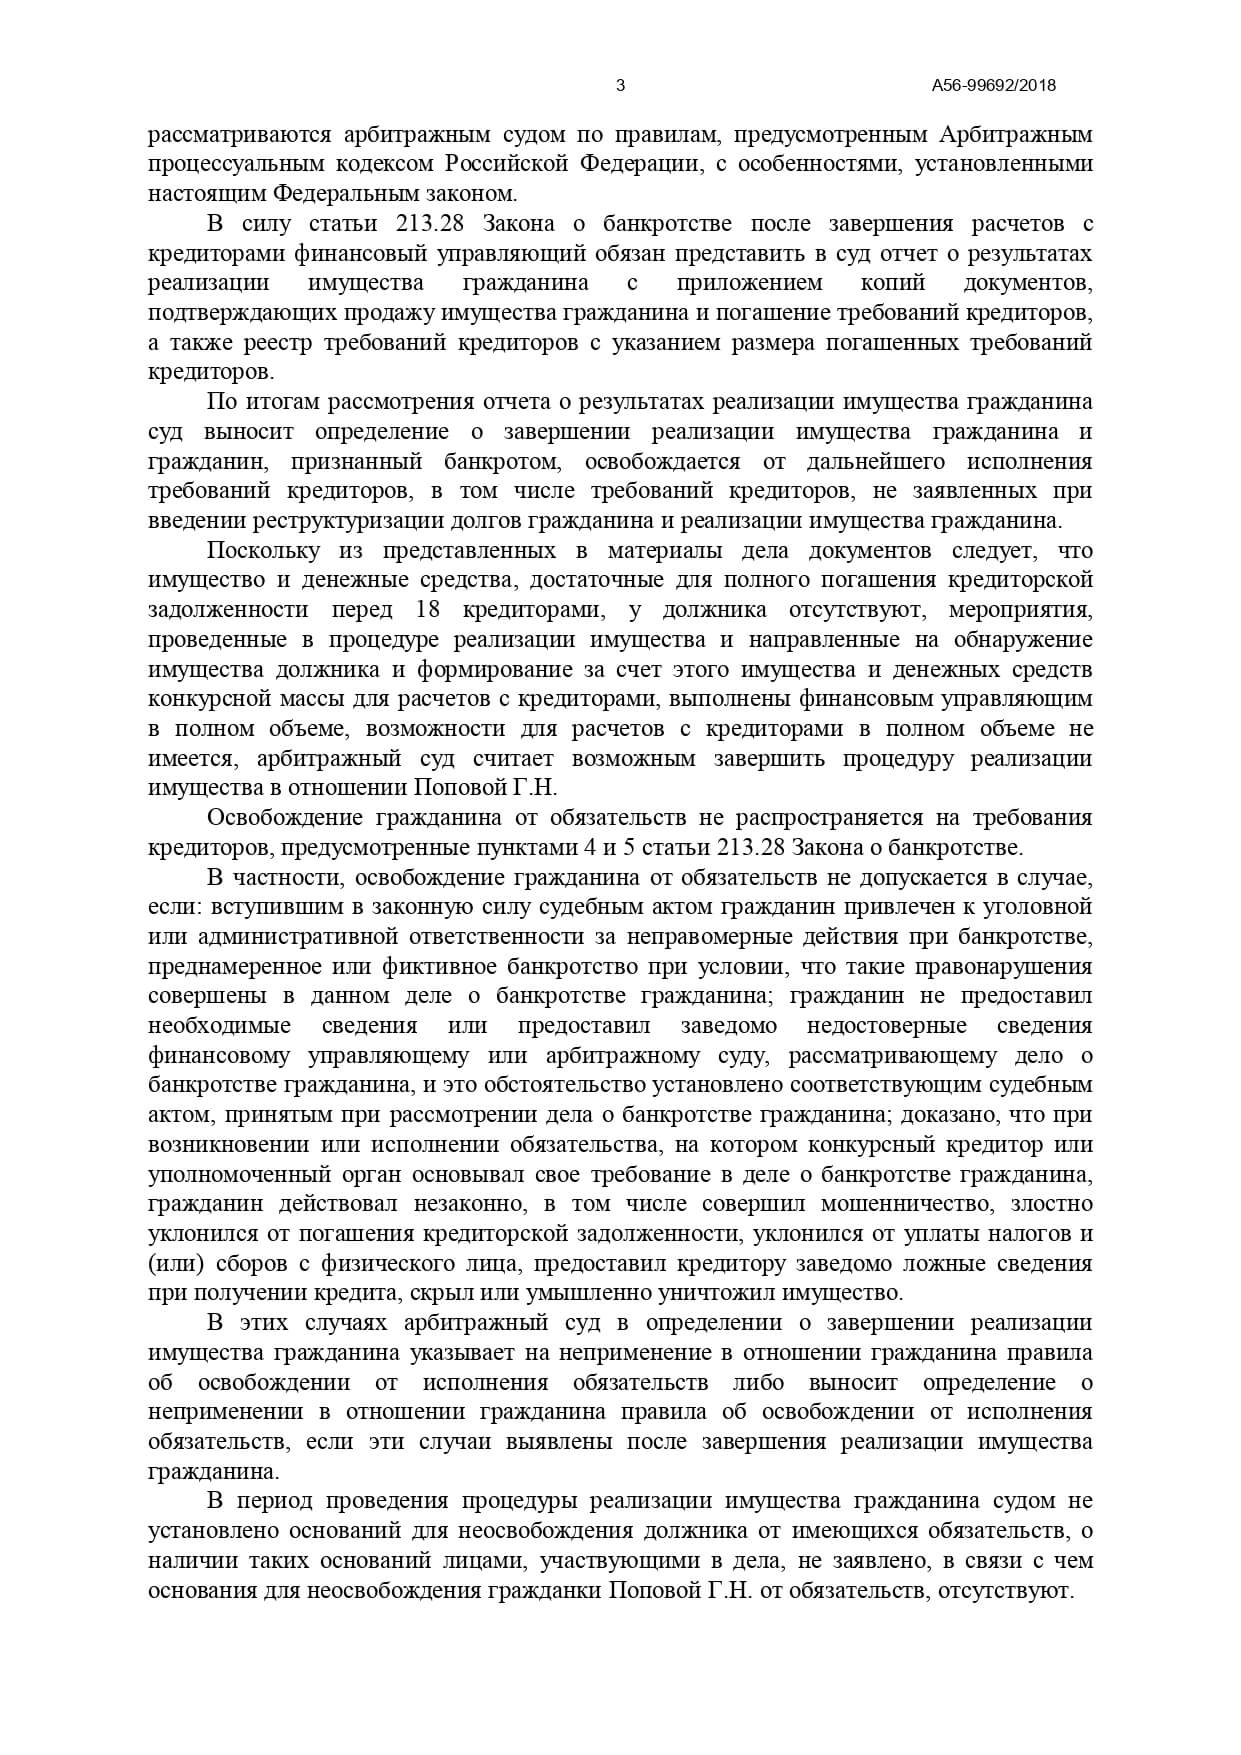 3
А56-99692/2018
рассматриваются арбитражным судом по правилам, предусмотренным Арбитражным
процессуальным кодексом Российской Федерации, с особенностями, установленными
настоящим Федеральным законом.
В силу статьи 213.28 Закона о банкротстве после завершения расчетов с
кредиторами финансовый управляющий обязан представить в суд отчет о результатах
реализации имущества гражданина с приложением копий документов,
подтверждающих продажу имущества гражданина и погашение требований кредиторов,
а также реестр требований кредиторов с указанием размера погашенных требований
кредиторов.
По итогам рассмотрения отчета о результатах реализации имущества гражданина
суд выносит определение о завершении реализации имущества гражданина и
гражданин, признанный банкротом, освобождается от дальнейшего исполнения
требований кредиторов, в том числе требований кредиторов, не заявленных при
введении реструктуризации долгов гражданина и реализации имущества гражданина.
Поскольку из представленных в материалы дела документов следует, что
имущество и денежные средства, достаточные для полного погашения кредиторской
задолженности перед 18 кредиторами, у должника отсутствуют, мероприятия,
проведенные в процедуре реализации имущества и направленные на обнаружение
имущества должника и формирование за счет этого имущества и денежных средств
конкурсной массы для расчетов с кредиторами, выполнены финансовым управляющим
в полном объеме, возможности для расчетов с кредиторами в полном объеме не
имеется, арбитражный суд считает возможным завершить процедуру реализации
имущества в отношении Поповой Г.Н.
Освобождение гражданина от обязательств не распространяется на требования
кредиторов, предусмотренные пунктами 4 и 5 статьи 213.28 Закона о банкротстве.
В частности, освобождение гражданина от обязательств не допускается в случае,
если: вступившим в законную силу судебным актом гражданин привлечен к уголовной
или административной ответственности за неправомерные действия при банкротстве,
преднамеренное или фиктивное банкротство при условии, что такие правонарушения
совершены в данном деле о банкротстве гражданина; гражданин не предоставил
необходимые сведения или предоставил заведомо недостоверные сведения
финансовому управляющему или арбитражному суду, рассматривающему дело о
банкротстве гражданина, и это обстоятельство установлено соответствующим судебным
актом, принятым при рассмотрении дела о банкротстве гражданина; доказано, что при
возникновении или исполнении обязательства, на котором конкурсный кредитор или
уполномоченный орган основывал свое требование в деле о банкротстве гражданина,
гражданин действовал незаконно, в том числе совершил мошенничество, злостно
уклонился от погашения кредиторской задолженности, уклонился от уплаты налогов и
(или) сборов с физического лица, предоставил кредитору заведомо ложные сведения
при получении кредита, скрыл или умышленно уничтожил имущество.
В этих случаях арбитражный суд в определении о завершении реализации
имущества гражданина указывает на неприменение в отношении гражданина правила
об освобождении от исполнения обязательств либо выносит определение о
неприменении в отношении гражданина правила об освобождении от исполнения
обязательств, если эти случаи выявлены после завершения реализации имущества
гражданина.
В период проведения процедуры реализации имущества гражданина судом не
установлено оснований для неосвобождения должника от имеющихся обязательств, о
наличии таких оснований лицами, участвующими в дела, не заявлено, в связи с чем
основания для неосвобождения гражданки Поповой Г.Н. от обязательств, отсутствуют.